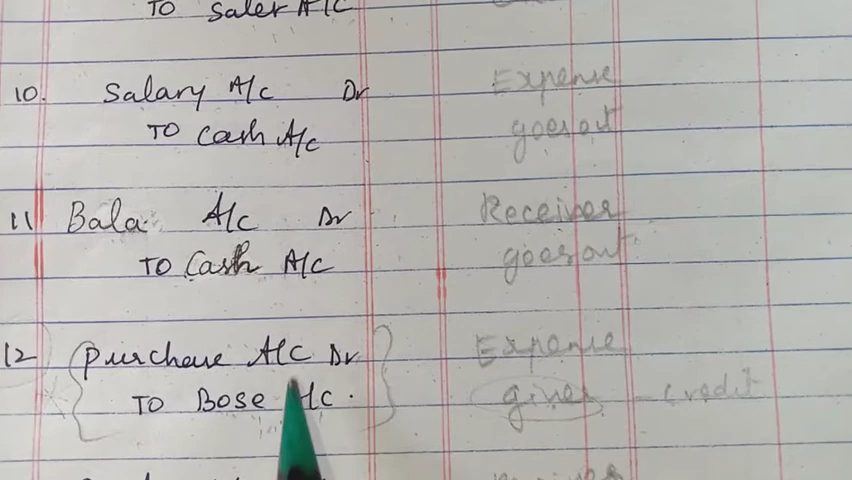 TO Sales A/C
10. Salary A/c Dr Expense
TO Cash A/c goes out
11 Bala A/c Dr Receiver
TO Cash A/C goes out
12 Purchase A/C Dr Expense
TO Bose A/c. giver - credit